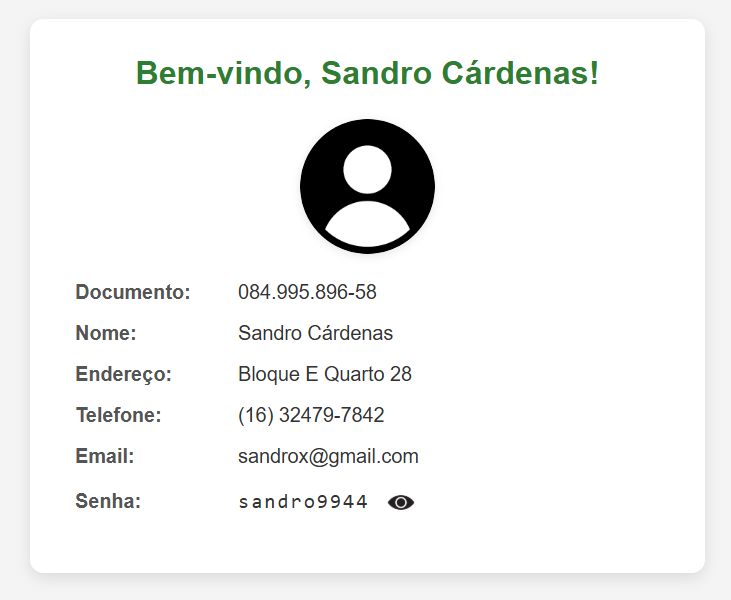 Bem-vindo, Sandro Cárdenas!
Documento: 084.995.896-58
Nome: Sandro Cárdenas
Endereço: Bloque E Quarto 28
Telefone: (16) 32479-7842
Email: sandrox@gmail.com
Senha: sandro9944